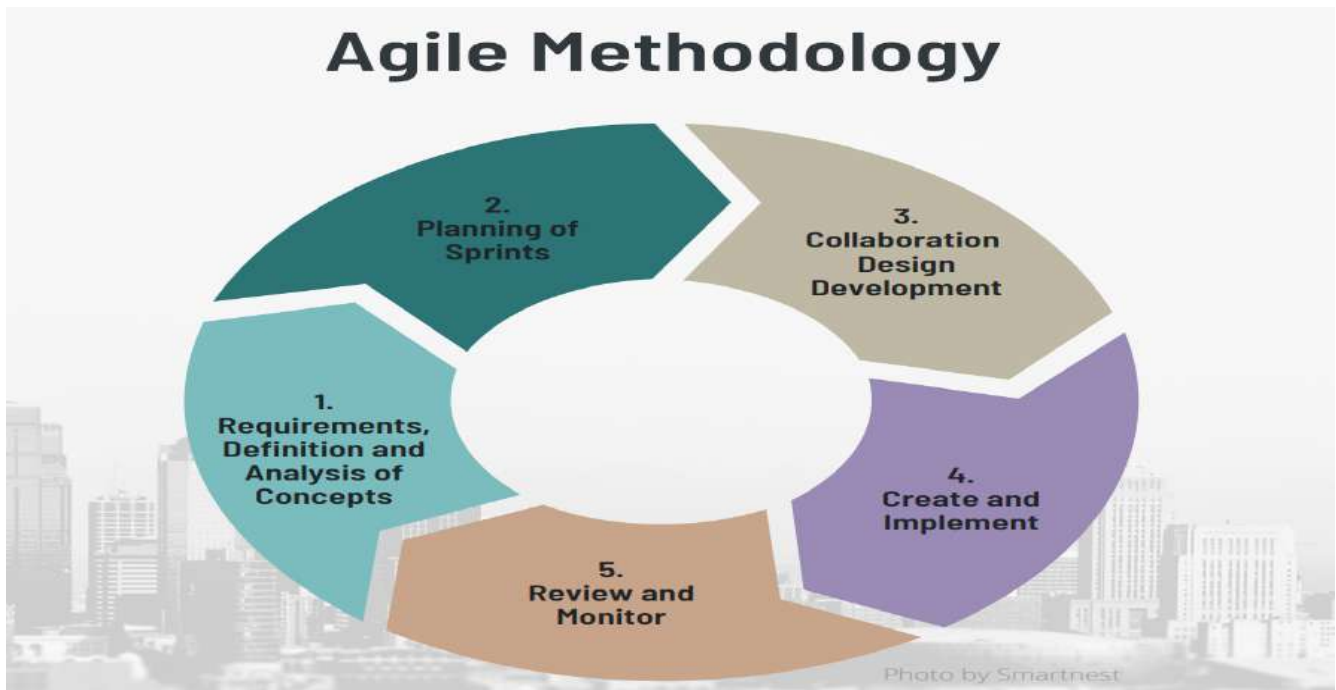 Agile Methodology
1.
Requirements,
Definition and
Analysis of
Concepts
2.
Planning of
Sprints
3.
Collaboration
Design
Development
4.
Create and
Implement
5.
Review and
Monitor
Photo by Smartnest